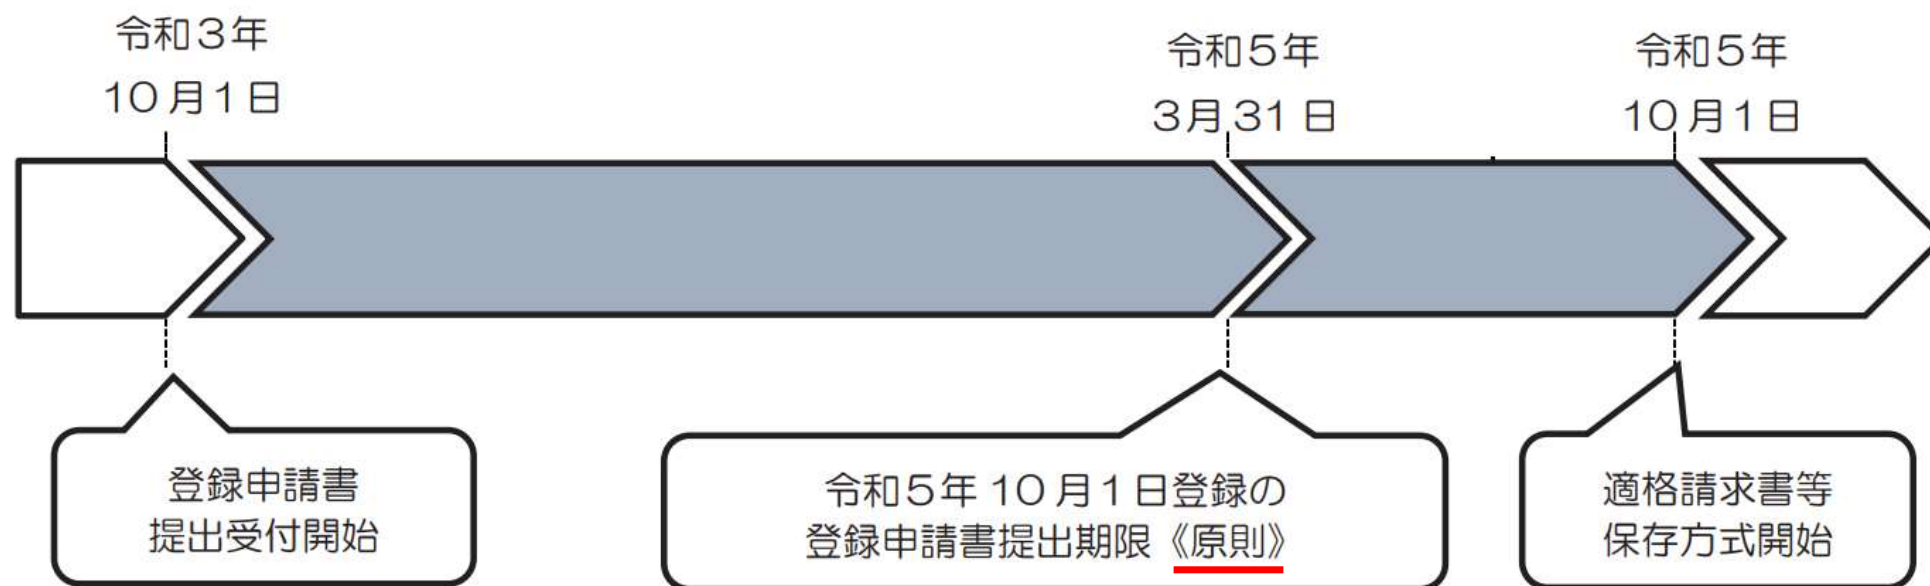 令和３年
１０月１日
令和５年
３月３１日
令和５年
１０月１日
登録申請書
提出受付開始
令和５年１０月１日登録の
登録申請書提出期限《原則》
適格請求書等
保存方式開始